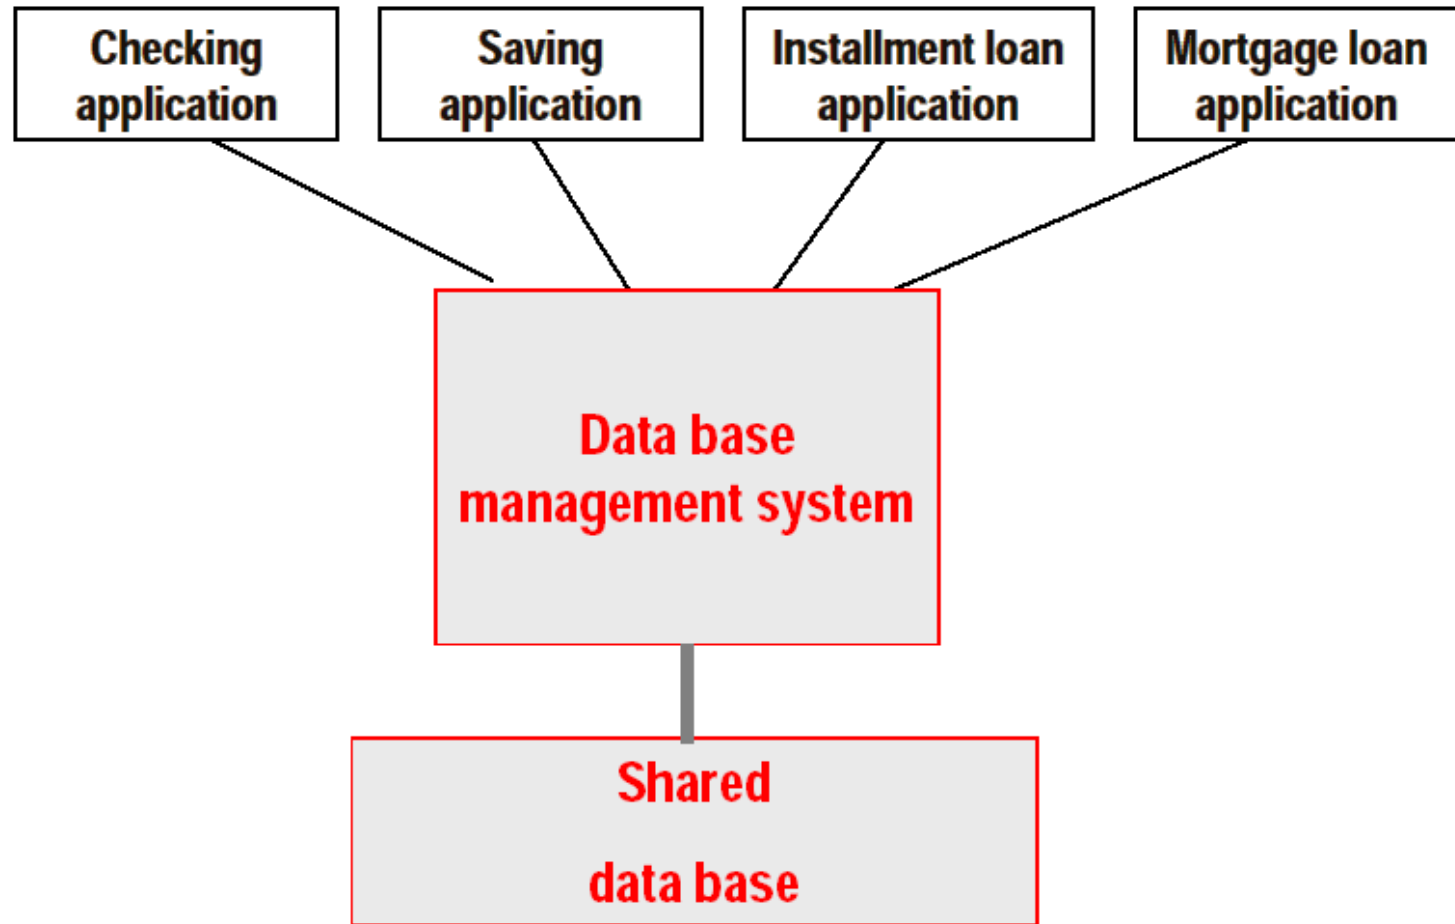 Checking
application
Saving
application
Installment loan
application
Mortgage loan
application
Data base
management system
Shared
data base